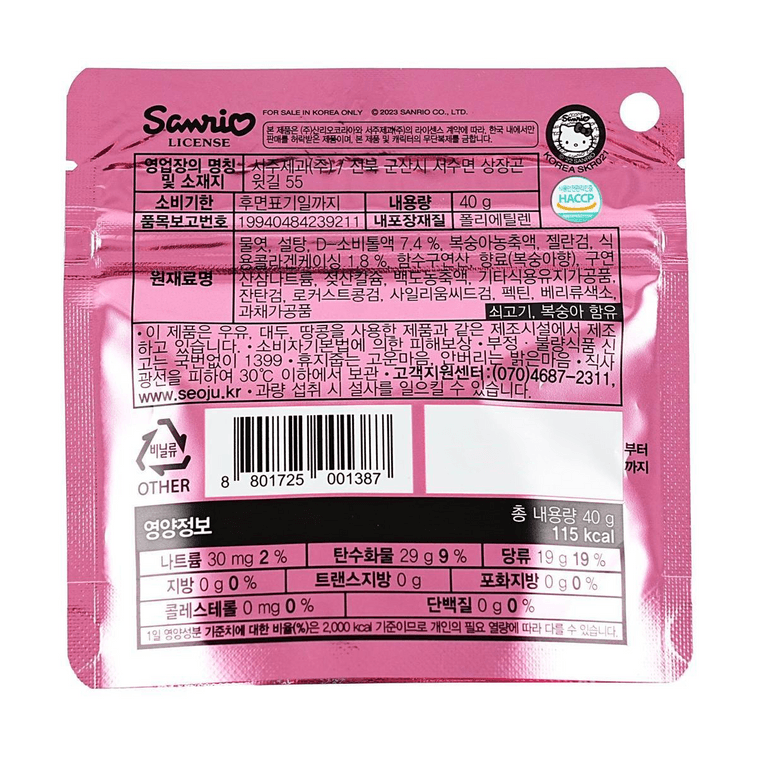 Sanrio
LICENSE
FOR SALE IN KOREA ONLY © 2023 SANRIO CO., LTD.
본 제품은 (주)산리오코리아와 서주제과(주)의 라이센스 계약에 따라, 한국 내에서만
판매를 허락받은 제품이며, 본 제품 및 캐릭터의 무단복제를 금합니다.
Sanrio
KOREA SKR021
영업장의 명칭 및 소재지 서주제과(주) / 전북 군산시 서수면 상장곤
윗길 55
소비기한 후면표기일까지 내용량 40 g
품목보고번호 19940484239211 내포장재질 폴리에틸렌
식품안전관리인증
HACCP
원재료명 물엿, 설탕, D-소비톨액 7.4 %, 복숭아농축액, 젤란검, 식
용콜라겐케이싱 1.8 %, 함수구연산, 향료(복숭아향), 구연
산삼나트륨, 젖산칼슘, 백도농축액, 기타식용유지가공품,
잔탄검, 로커스트콩검, 사일리움씨드검, 펙틴, 베리류색소,
과채가공품 쇠고기, 복숭아 함유
• 이 제품은 우유, 대두, 땅콩을 사용한 제품과 같은 제조시설에서 제조
하고 있습니다. • 소비자기본법에 의한 피해보상 • 부정 · 불량식품 신
고는 국번없이 1399 • 휴지줍는 고운마음, 안버리는 밝은마음 • 직사
광선을 피하여 30℃ 이하에서 보관 • 고객지원센터:(070)4687-2311,
www.seoju.kr • 과량 섭취 시 설사를 일으킬 수 있습니다.
비닐류
OTHER
8 801725 001387
부터
까지
영양정보 총 내용량 40 g
115 kcal
나트륨 30 mg 2 % 탄수화물 29 g 9 % 당류 19 g 19 %
지방 0 g 0 % 트랜스지방 0 g 포화지방 0 g 0 %
콜레스테롤 0 mg 0 % 단백질 0 g 0 %
1일 영양성분 기준치에 대한 비율(%)은 2,000 kcal 기준이므로 개인의 필요 열량에 따라 다를 수 있습니다.